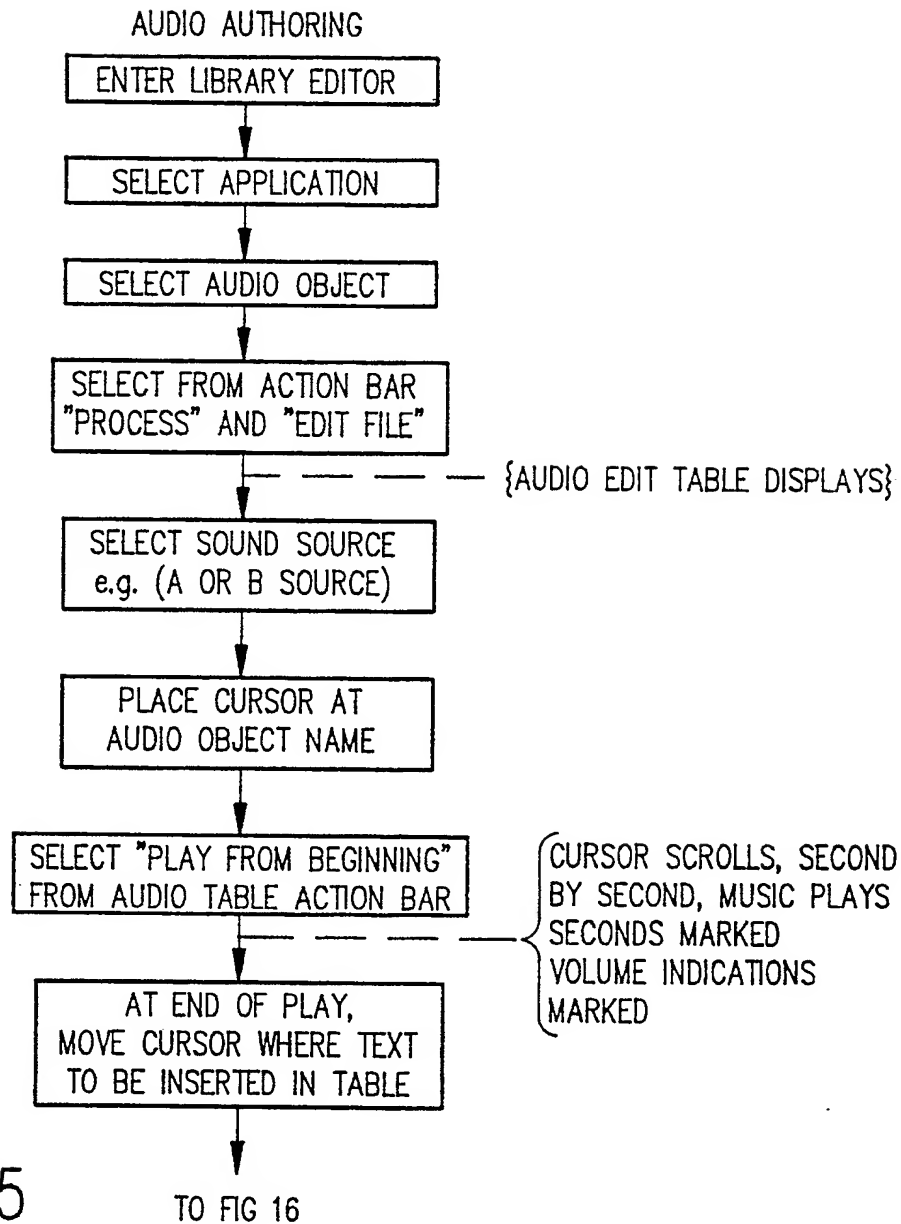 AUDIO AUTHORING
ENTER LIBRARY EDITOR
SELECT APPLICATION
SELECT AUDIO OBJECT
SELECT FROM ACTION BAR
"PROCESS" AND "EDIT FILE"
{AUDIO EDIT TABLE DISPLAYS}
SELECT SOUND SOURCE
e.g. (A OR B SOURCE)
PLACE CURSOR AT
AUDIO OBJECT NAME
SELECT "PLAY FROM BEGINNING"
FROM AUDIO TABLE ACTION BAR
CURSOR SCROLLS, SECOND
BY SECOND, MUSIC PLAYS
SECONDS MARKED
VOLUME INDICATIONS
MARKED
AT END OF PLAY,
MOVE CURSOR WHERE TEXT
TO BE INSERTED IN TABLE
5
TO FIG 16